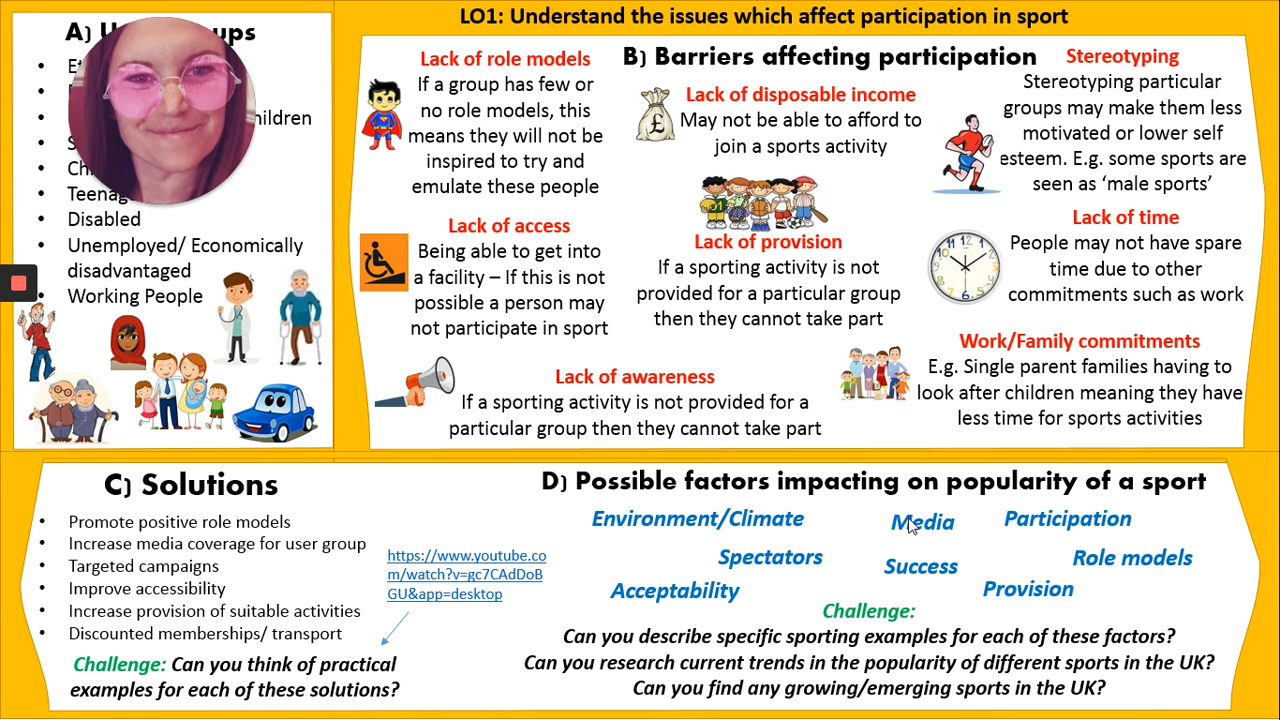 LO1: Understand the issues which affect participation in sport
A) U ups
Et
hildren
S
Ch
Teenag
Disabled
Unemployed/ Economically
disadvantaged
Working People
B) Barriers affecting participation
Lack of role models
If a group has few or
no role models, this
means they will not be
inspired to try and
emulate these people
Lack of disposable income
May not be able to afford to
join a sports activity
Stereotyping
Stereotyping particular
groups may make them less
motivated or lower self
esteem. E.g. some sports are
seen as ‘male sports’
Lack of access
Being able to get into
a facility – If this is not
possible a person may
not participate in sport
Lack of provision
If a sporting activity is not
provided for a particular group
then they cannot take part
Lack of time
People may not have spare
time due to other
commitments such as work
Lack of awareness
If a sporting activity is not provided for a
particular group then they cannot take part
Work/Family commitments
E.g. Single parent families having to
look after children meaning they have
less time for sports activities
C) Solutions
Promote positive role models
Increase media coverage for user group
Targeted campaigns
Improve accessibility
Increase provision of suitable activities
Discounted memberships/ transport
https://www.youtube.co
m/watch?v=gc7CAdDoB
GU&app=desktop
Challenge: Can you think of practical
examples for each of these solutions?
D) Possible factors impacting on popularity of a sport
Environment/Climate Media Participation
Spectators Success Role models
Acceptability Provision
Challenge:
Can you describe specific sporting examples for each of these factors?
Can you research current trends in the popularity of different sports in the UK?
Can you find any growing/emerging sports in the UK?